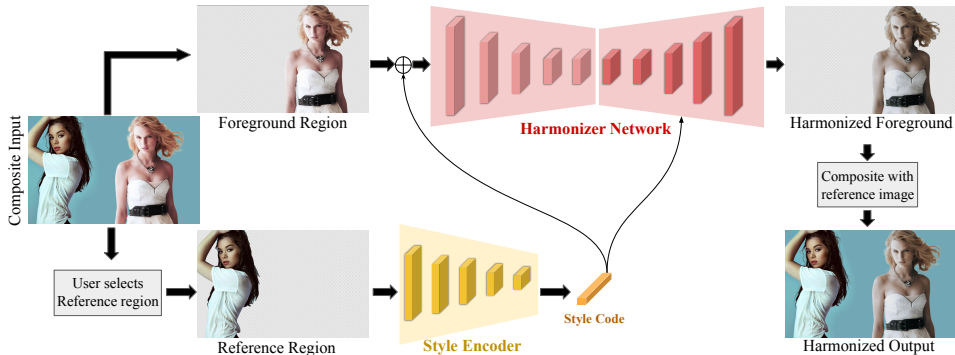 Foreground Region
Harmonizer Network
Harmonized Foreground
Composite Input
Composite with
reference image
User selects
Reference region
Style Code
Reference Region
Style Encoder
Harmonized Output